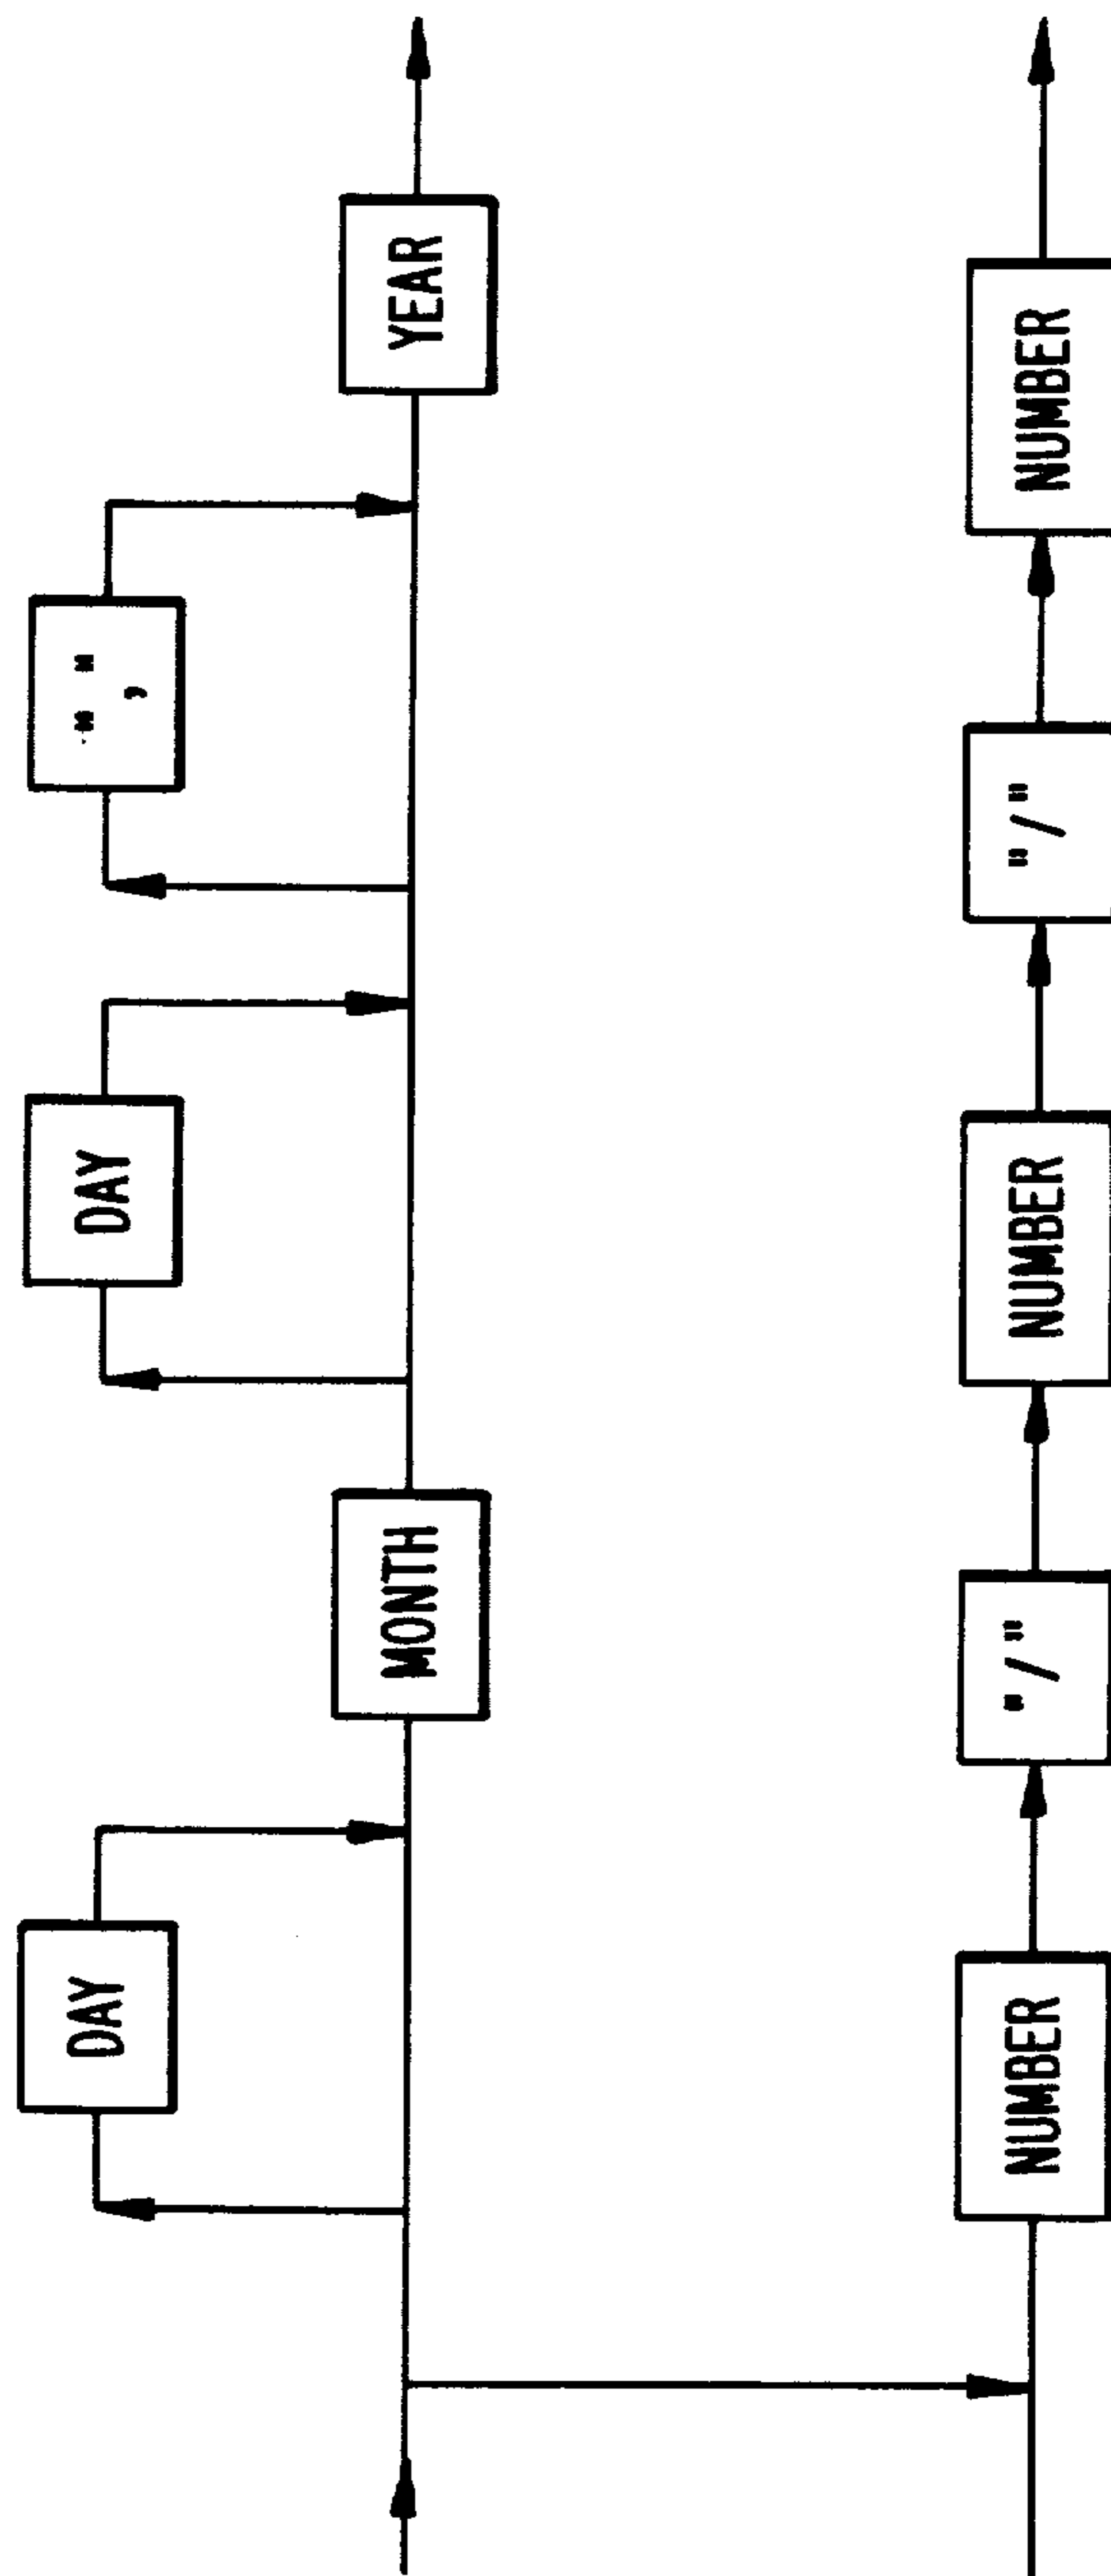 DAY
DAY
","
MONTH
YEAR
NUMBER
"/"
NUMBER
"/"
NUMBER